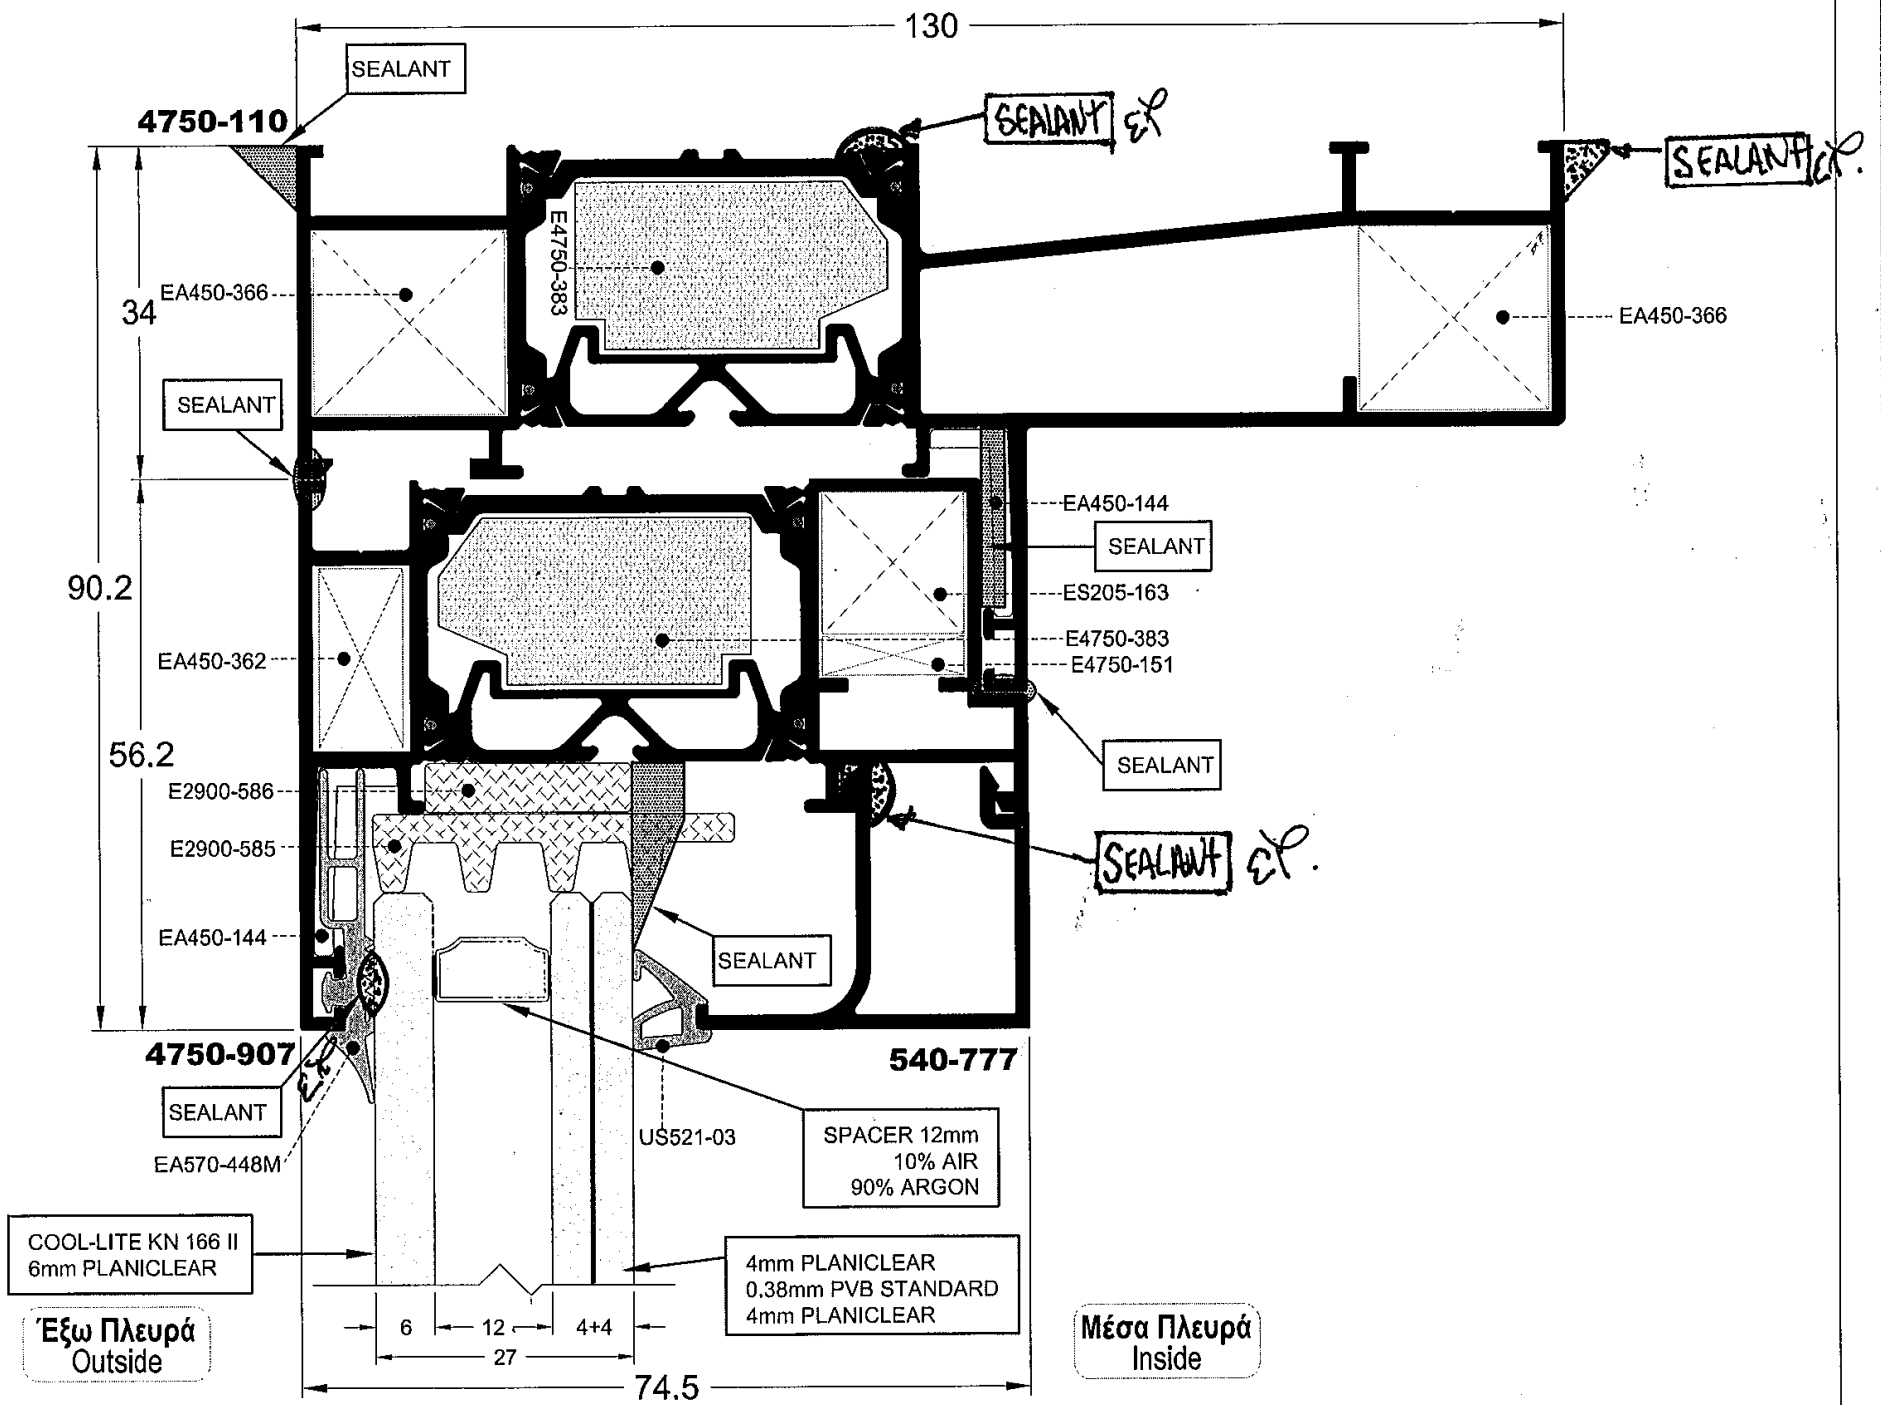 130
SEALANT
4750-110
SEALANT
SEALANT
34
EA450-366
E4750-383
EA450-366
SEALANT
EA450-144
SEALANT
90.2
ES205-163
E4750-383
EA450-362
E4750-151
56.2
SEALANT
E2900-586
E2900-585
SEALANT
EA450-144
SEALANT
4750-907
540-777
SEALANT
US521-03
EA570-448M
SPACER 12mm
10% AIR
90% ARGON
COOL-LITE KN 166 II
6mm PLANICLEAR
4mm PLANICLEAR
0.38mm PVB STANDARD
4mm PLANICLEAR
Έξω Πλευρά
Outside
6
12
4+4
27
Μέσα Πλευρά
Inside
74.5